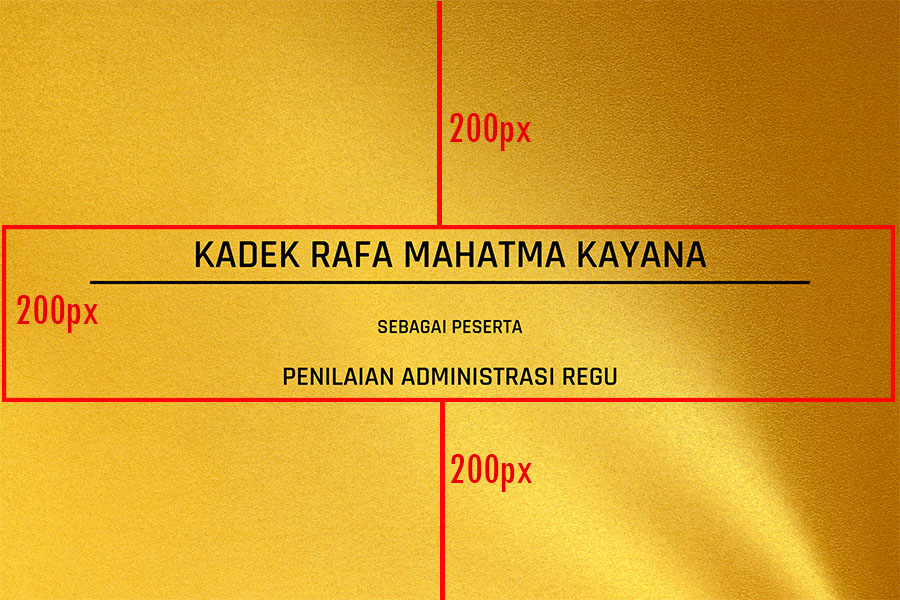 200px
KADEK RAFA MAHATMA KAYANA
200px
SEBAGAI PESERTA
PENILAIAN ADMINISTRASI REGU
200px